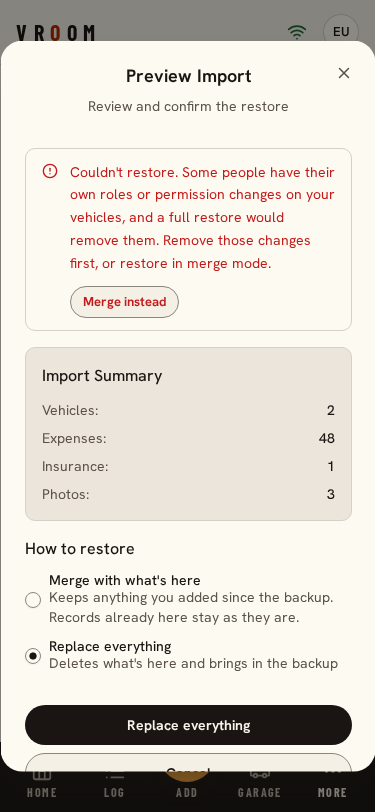 VROOM
EU
Preview Import
Review and confirm the restore
Couldn't restore. Some people have their
own roles or permission changes on your
vehicles, and a full restore would
remove them. Remove those changes
first, or restore in merge mode.
Merge instead
Import Summary
Vehicles: 2
Expenses: 48
Insurance: 1
Photos: 3
How to restore
Merge with what's here
Keeps anything you added since the backup.
Records already here stay as they are.
Replace everything
Deletes what's here and brings in the backup
Replace everything
Cancel
HOME LOG ADD GARAGE MORE